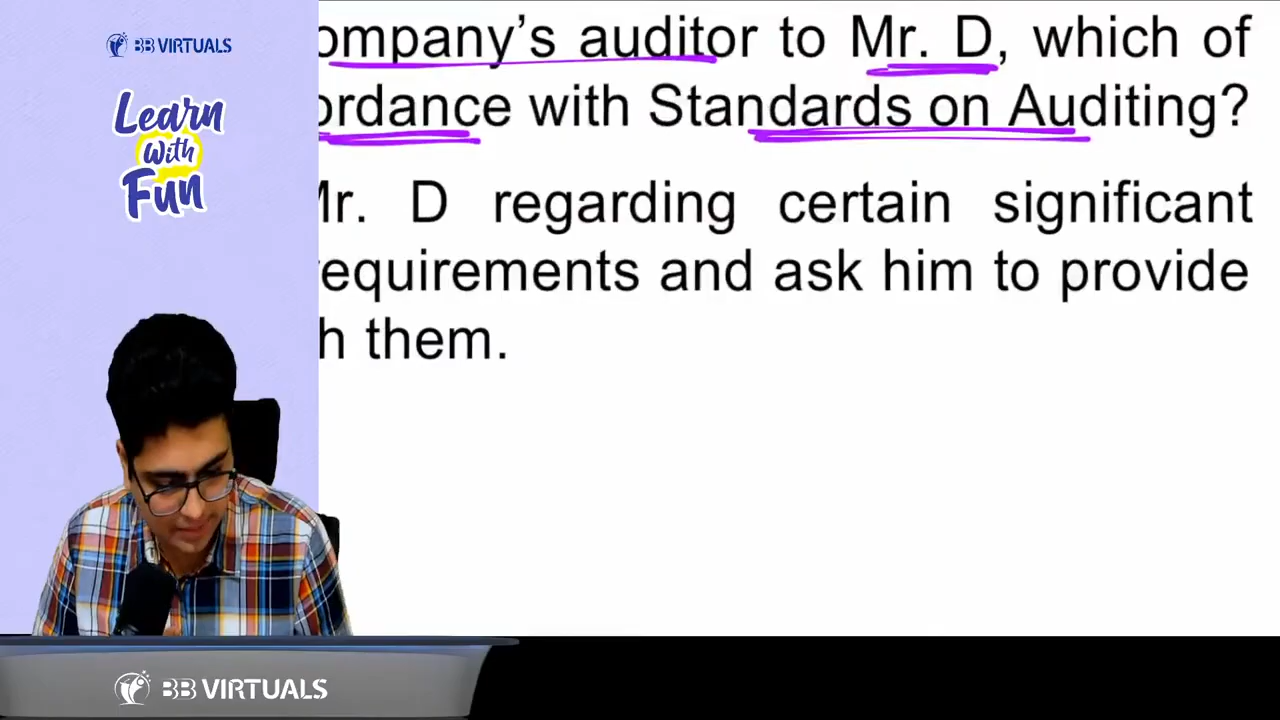 BB VIRTUALS
Learn
With
Fun
ompany's auditor to Mr. D, which of
ordance with Standards on Auditing?
Mr. D regarding certain significant
requirements and ask him to provide
h them.
BB VIRTUALS